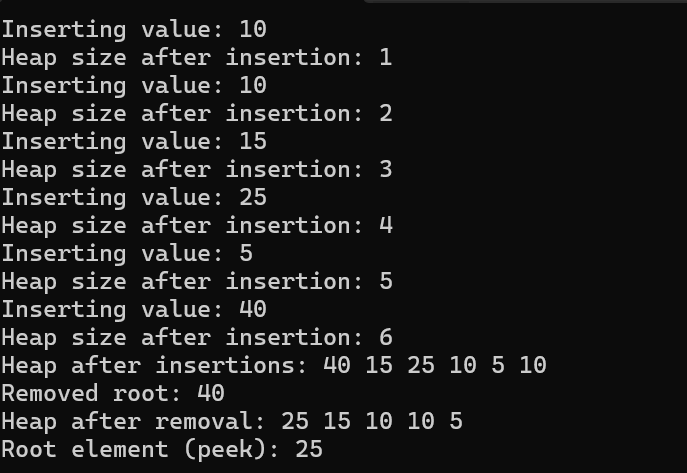 Inserting value: 10
Heap size after insertion: 1
Inserting value: 10
Heap size after insertion: 2
Inserting value: 15
Heap size after insertion: 3
Inserting value: 25
Heap size after insertion: 4
Inserting value: 5
Heap size after insertion: 5
Inserting value: 40
Heap size after insertion: 6
Heap after insertions: 40 15 25 10 5 10
Removed root: 40
Heap after removal: 25 15 10 10 5
Root element (peek): 25